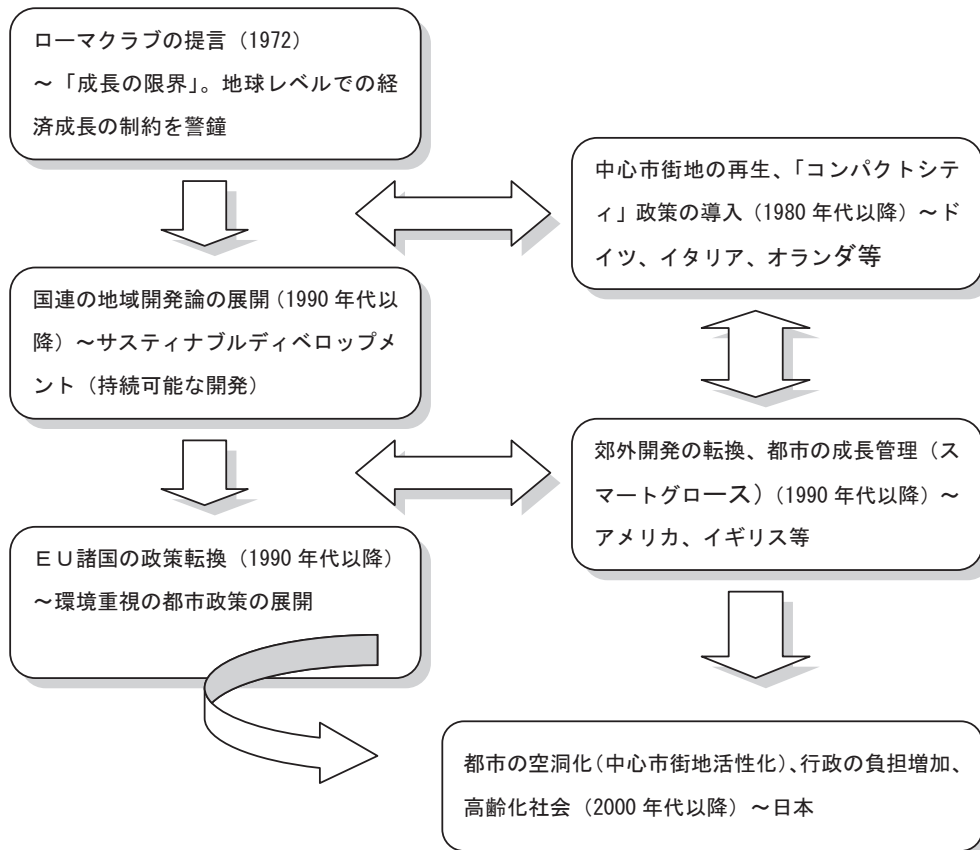 ローマクラブの提言（1972）
～「成長の限界」。地球レベルでの経
済成長の制約を警鐘
中心市街地の再生、「コンパクトシテ
ィ」政策の導入（1980 年代以降）～ド
イツ、イタリア、オランダ等
国連の地域開発論の展開（1990 年代以
降）～サスティナブルディベロップメ
ント（持続可能な開発）
郊外開発の転換、都市の成長管理（ス
マートグロース）（1990 年代以降）～
アメリカ、イギリス等
ＥＵ諸国の政策転換（1990 年代以降）
～環境重視の都市政策の展開
都市の空洞化（中心市街地活性化）、行政の負担増加、
高齢化社会（2000 年代以降）～日本